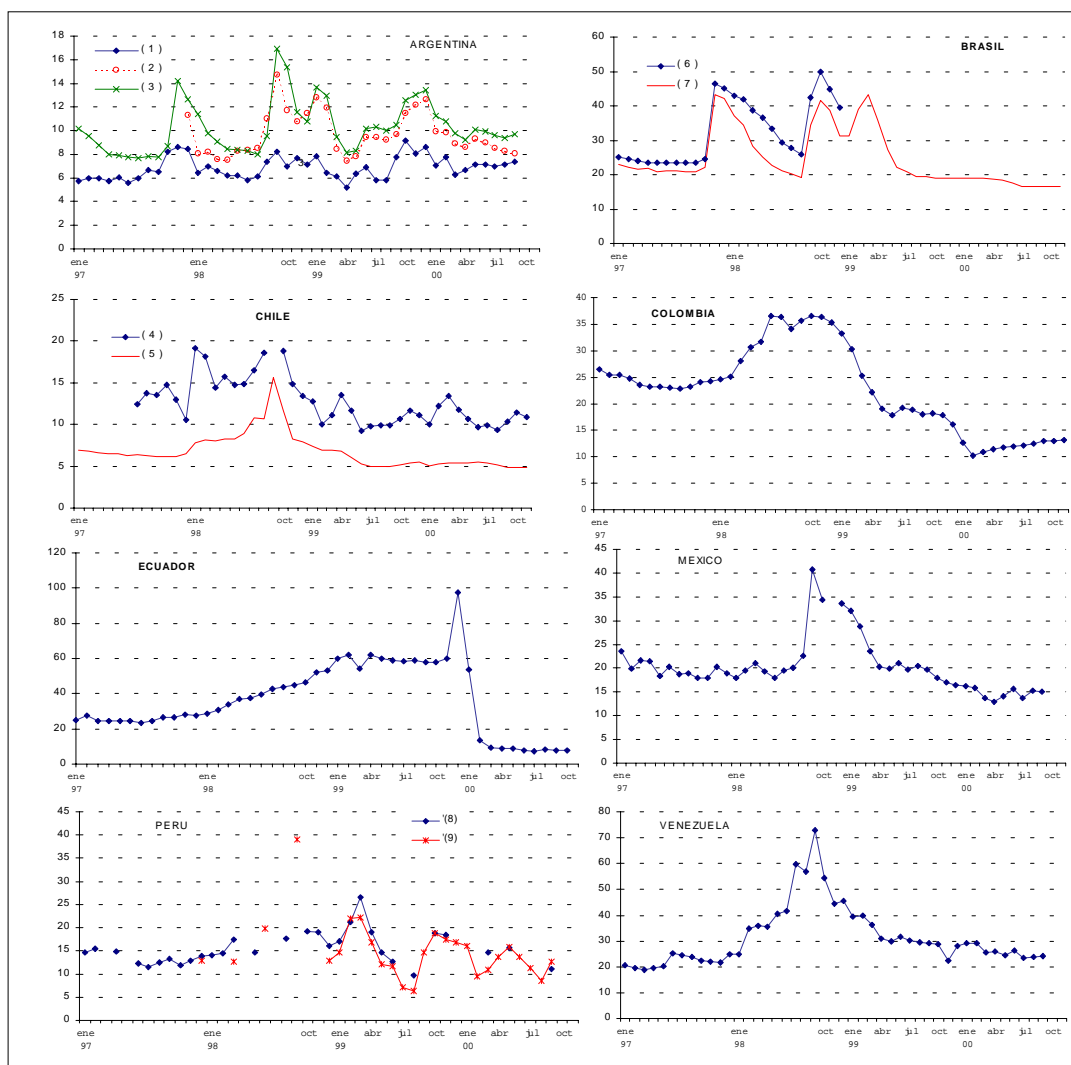 ARGENTINA
( 1 )
( 2 )
( 3 )
18
16
14
12
10
8
6
4
2
0
3
ene ene oct ene abr jul oct ene abr jul oct
97 98 99 00
BRASIL
( 6 )
( 7 )
60
50
40
30
20
10
0
ene ene oct ene abr jul oct ene abr jul oct
97 98 99 00
CHILE
( 4 )
( 5 )
25
20
15
10
5
0
ene ene oct ene abr jul oct ene abr jul oct
97 98 99 00
COLOMBIA
40
35
30
25
20
15
10
5
0
ene ene oct ene abr jul oct ene abr jul oct
97 98 99 00
ECUADOR
120
100
80
60
40
20
0
ene ene oct ene abr jul oct ene abr jul oct
97 98 99 00
MEXICO
45
40
35
30
25
20
15
10
5
0
ene ene oct ene abr jul oct ene abr jul oct
97 98 99 00
PERU
'(8)
'(9)
45
40
35
30
25
20
15
10
5
0
ene ene oct ene abr jul oct ene abr jul oct
97 98 99 00
VENEZUELA
80
70
60
50
40
30
20
10
0
ene ene oct ene abr jul oct ene abr jul oct
97 98 99 00